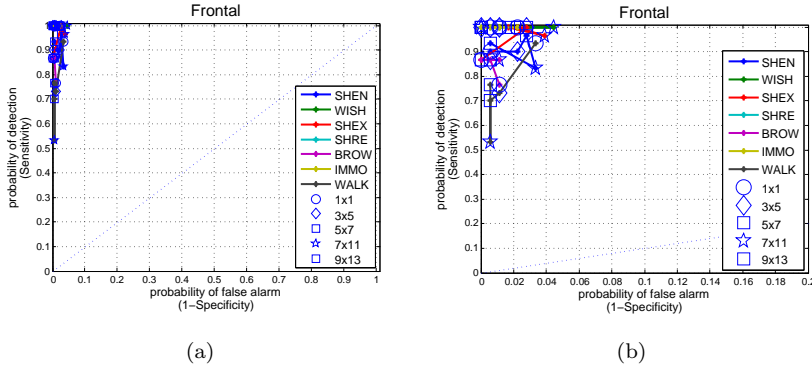 Frontal
0.9
0.8
0.7
0.6
0.5
0.4
0.3
0.2
0.1
0
0 0.1 0.2 0.3 0.4 0.5 0.6 0.7 0.8 0.9 1
probability of detection
(Sensitivity)
probability of false alarm
(1−Specificity)
SHEN
WISH
SHEX
SHRE
BROW
IMMO
WALK
1x1
3x5
5x7
7x11
9x13
(a)
Frontal
0.9
0.8
0.7
0.6
0.5
0.4
0.3
0.2
0.1
0
0 0.02 0.04 0.06 0.08 0.1 0.12 0.14 0.16 0.18 0.2
probability of detection
(Sensitivity)
probability of false alarm
(1−Specificity)
SHEN
WISH
SHEX
SHRE
BROW
IMMO
WALK
1x1
3x5
5x7
7x11
9x13
(b)